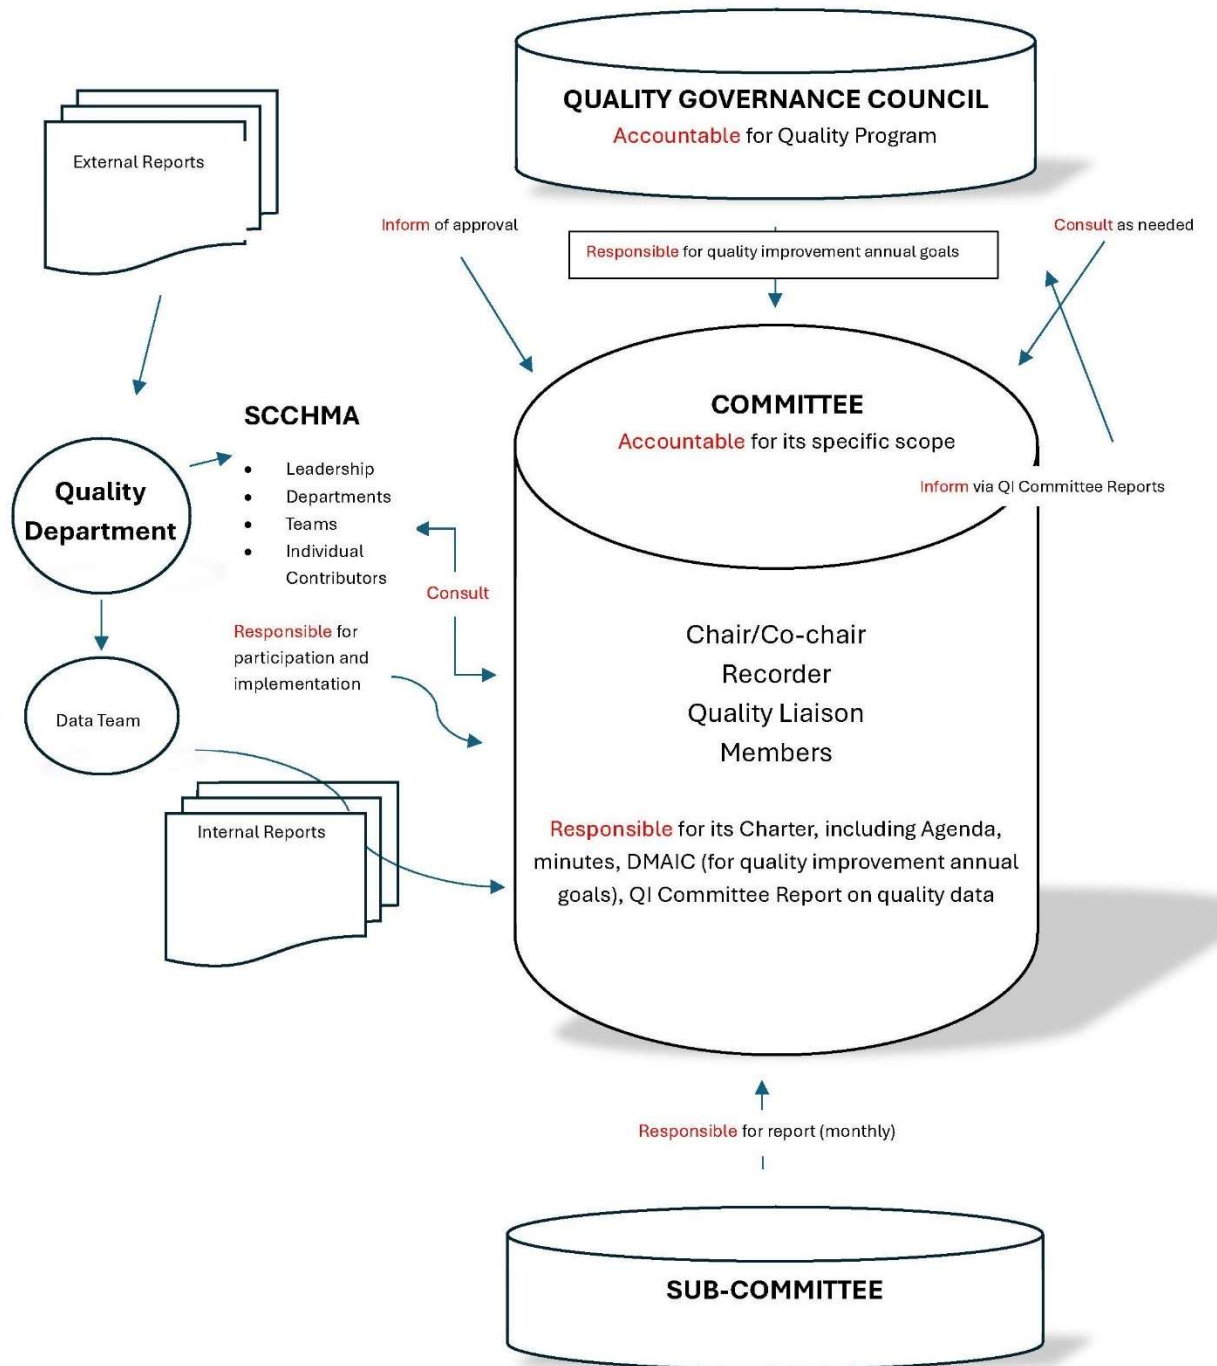 QUALITY GOVERNANCE COUNCIL
Accountable for Quality Program
External Reports
Inform of approval
Responsible for quality improvement annual goals
Consult as needed
COMMITTEE
Accountable for its specific scope
Inform via QI Committee Reports
SCCHMA
• Leadership
• Departments
• Teams
• Individual
Contributors
Quality
Department
Consult
Responsible for
participation and
implementation
Data Team
Chair/Co-chair
Recorder
Quality Liaison
Members
Internal Reports
Responsible for its Charter, including Agenda,
minutes, DMAIC (for quality improvement annual
goals), QI Committee Report on quality data
Responsible for report (monthly)
SUB-COMMITTEE